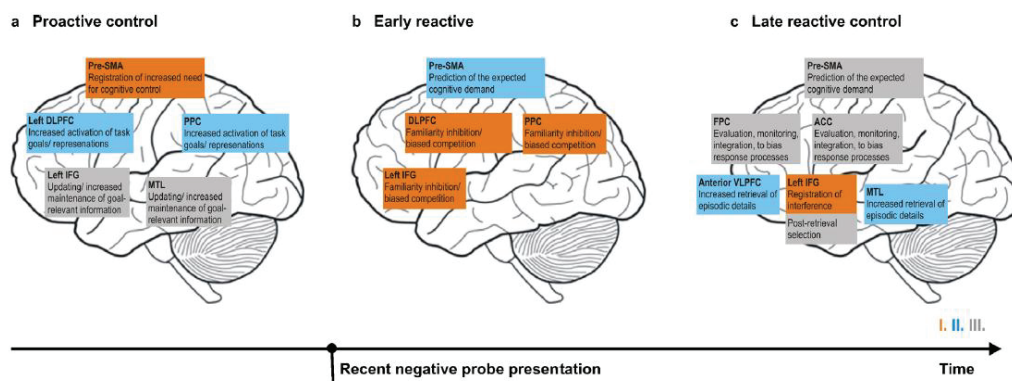 a Proactive control
Pre-SMA
Registration of increased need
for cognitive control
Left DLPFC
Increased activation of task
goals/ represenations
PPC
Increased activation of task
goals/ represenations
Left IFG
Updating/ increased
maintenance of goal-
relevant information
MTL
Updating/ increased
maintenance of goal-
relevant information
b Early reactive
Pre-SMA
Prediction of the expected
cognitive demand
DLPFC
Familiarity inhibition/
biased competition
PPC
Familiarity inhibition/
biased competition
Left IFG
Familiarity inhibition/
biased competition
c Late reactive control
Pre-SMA
Prediction of the expected
cognitive demand
FPC
Evaluation, monitoring,
integration, to bias
response processes
ACC
Evaluation, monitoring,
integration, to bias
response processes
Anterior VLPFC
Increased retrieval of
episodic details
Left IFG
Registration of
interference
MTL
Increased retrieval of
episodic details
Post-retrieval
selection
I. II. III.
Recent negative probe presentation
Time